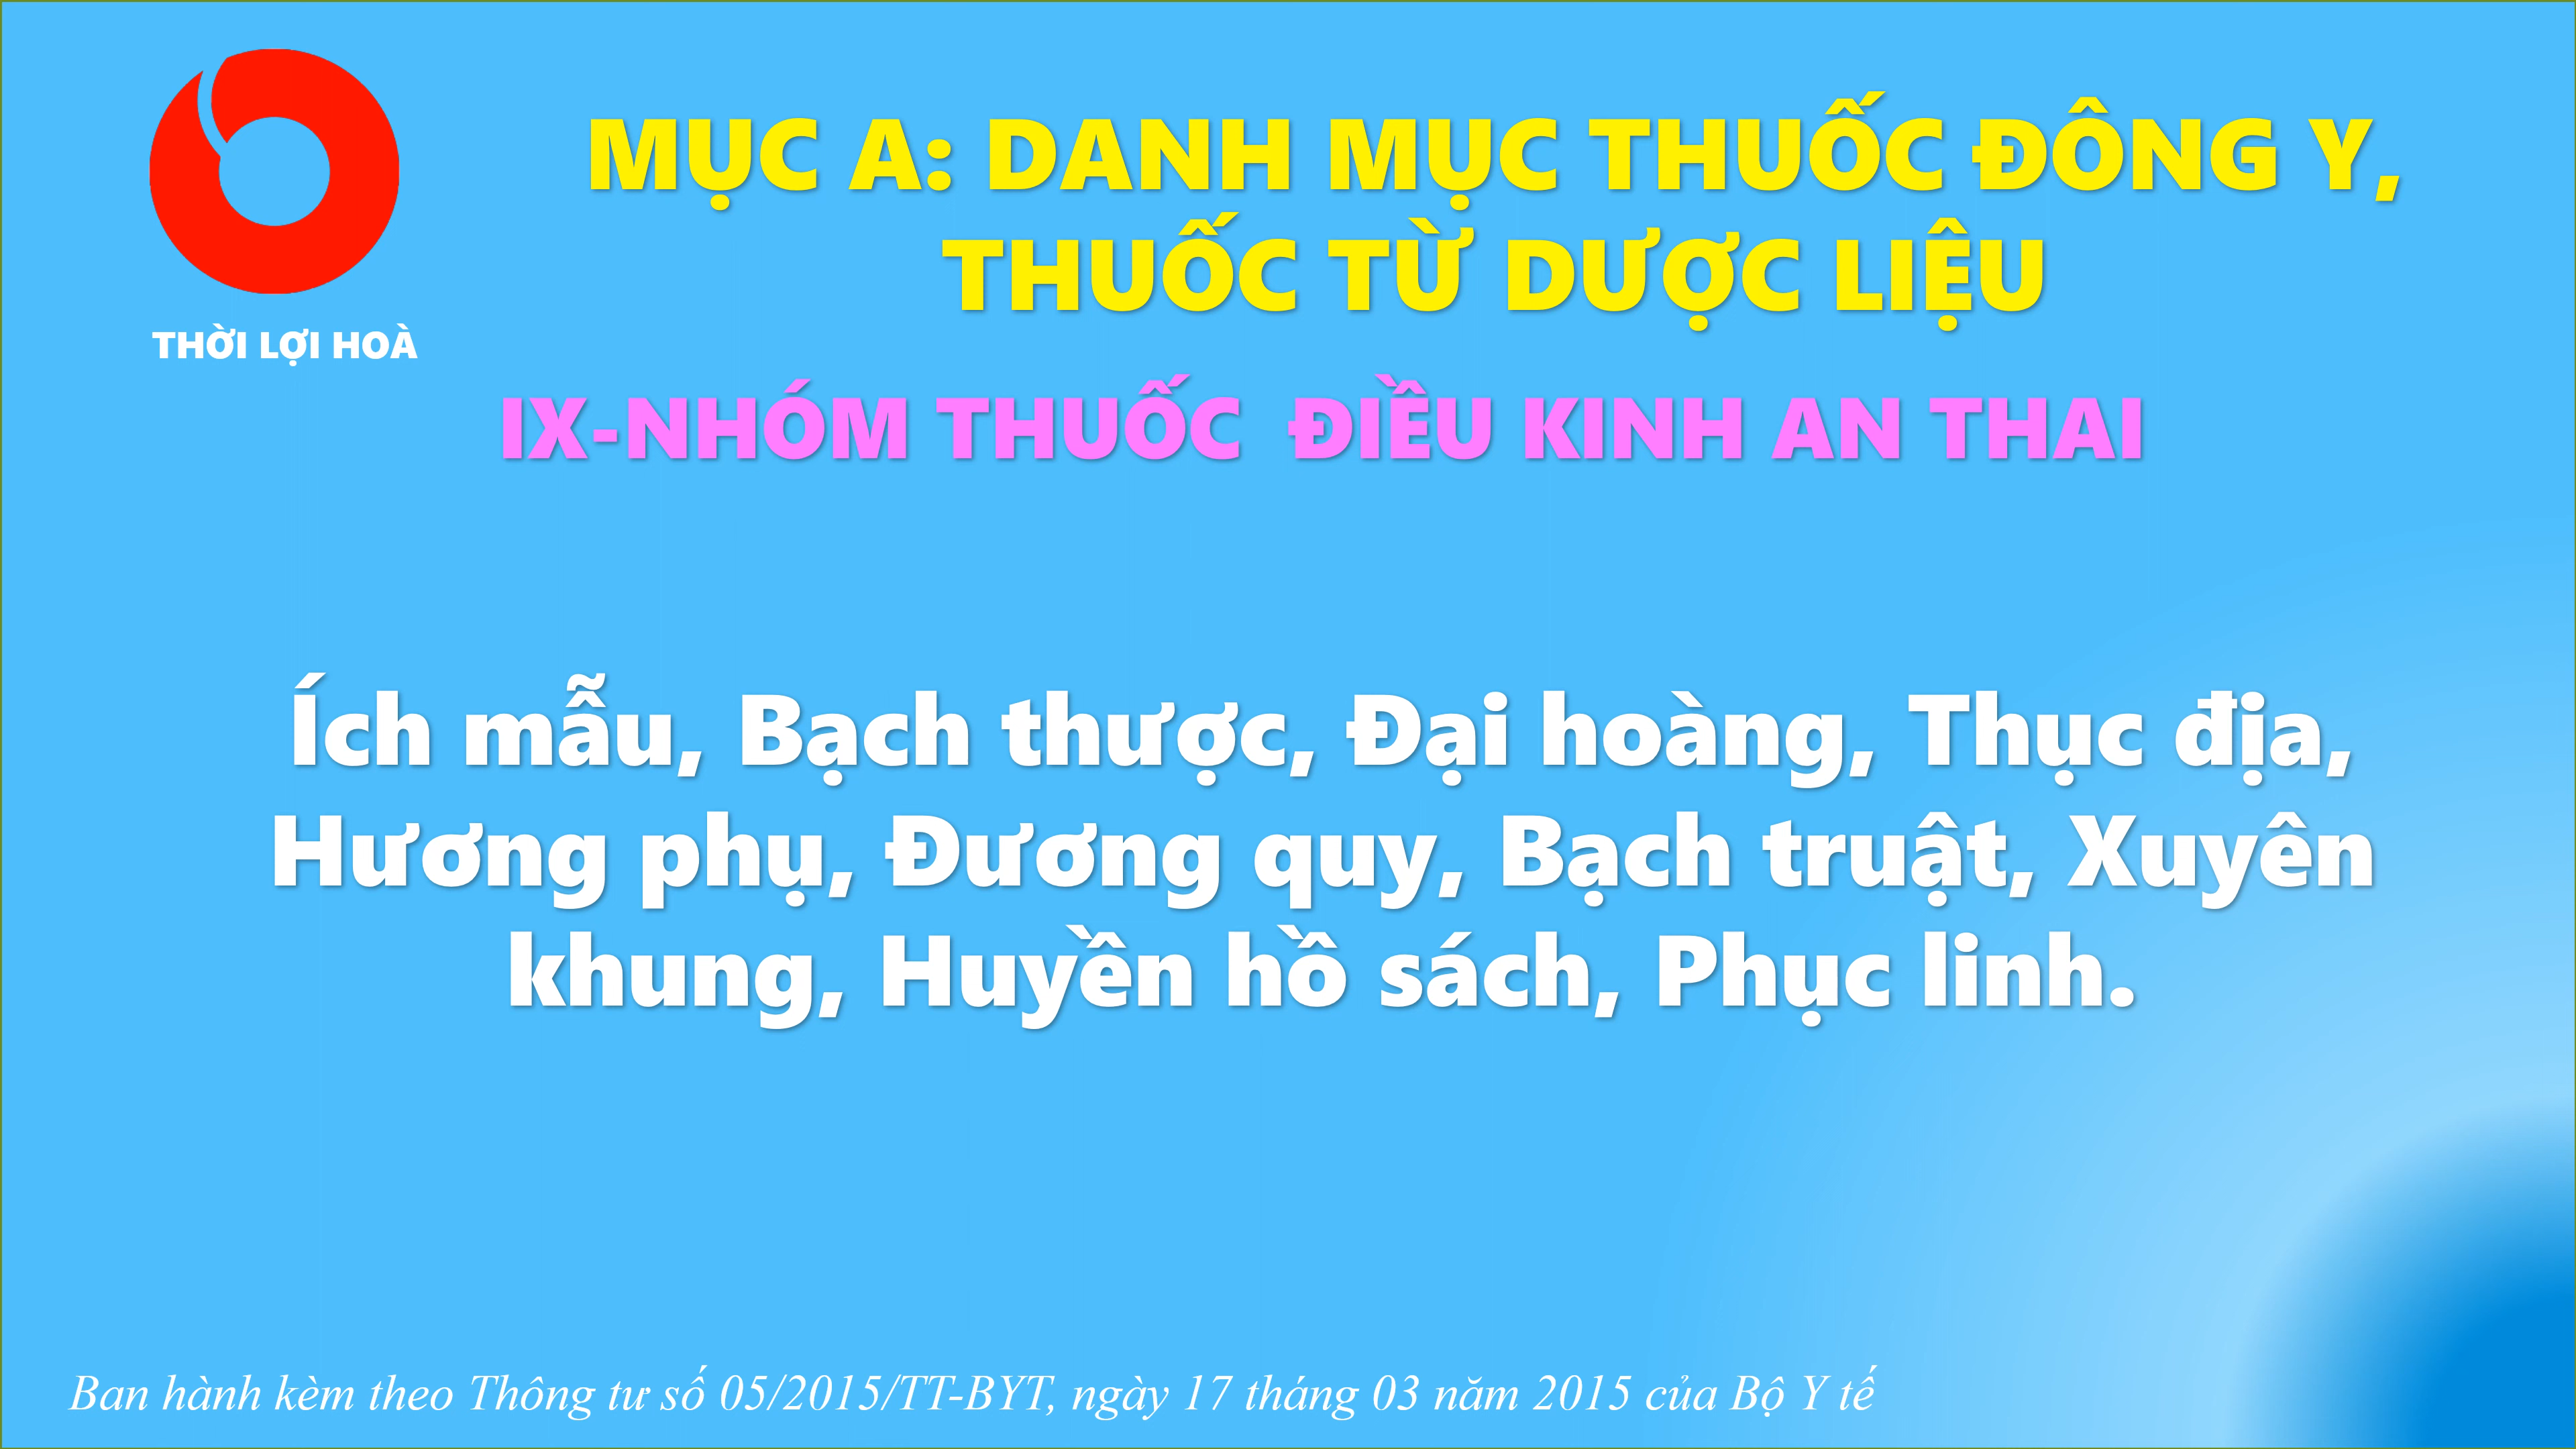 THỜI LỢI HOÀ
MỤC A: DANH MỤC THUỐC ĐÔNG Y,
THUỐC TỪ DƯỢC LIỆU
IX-NHÓM THUỐC  ĐIỀU KINH AN THAI
Ích mẫu, Bạch thược, Đại hoàng, Thục địa,
Hương phụ, Đương quy, Bạch truật, Xuyên
khung, Huyền hồ sách, Phục linh.
Ban hành kèm theo Thông tư số 05/2015/TT-BYT, ngày 17 tháng 03 năm 2015 của Bộ Y tế